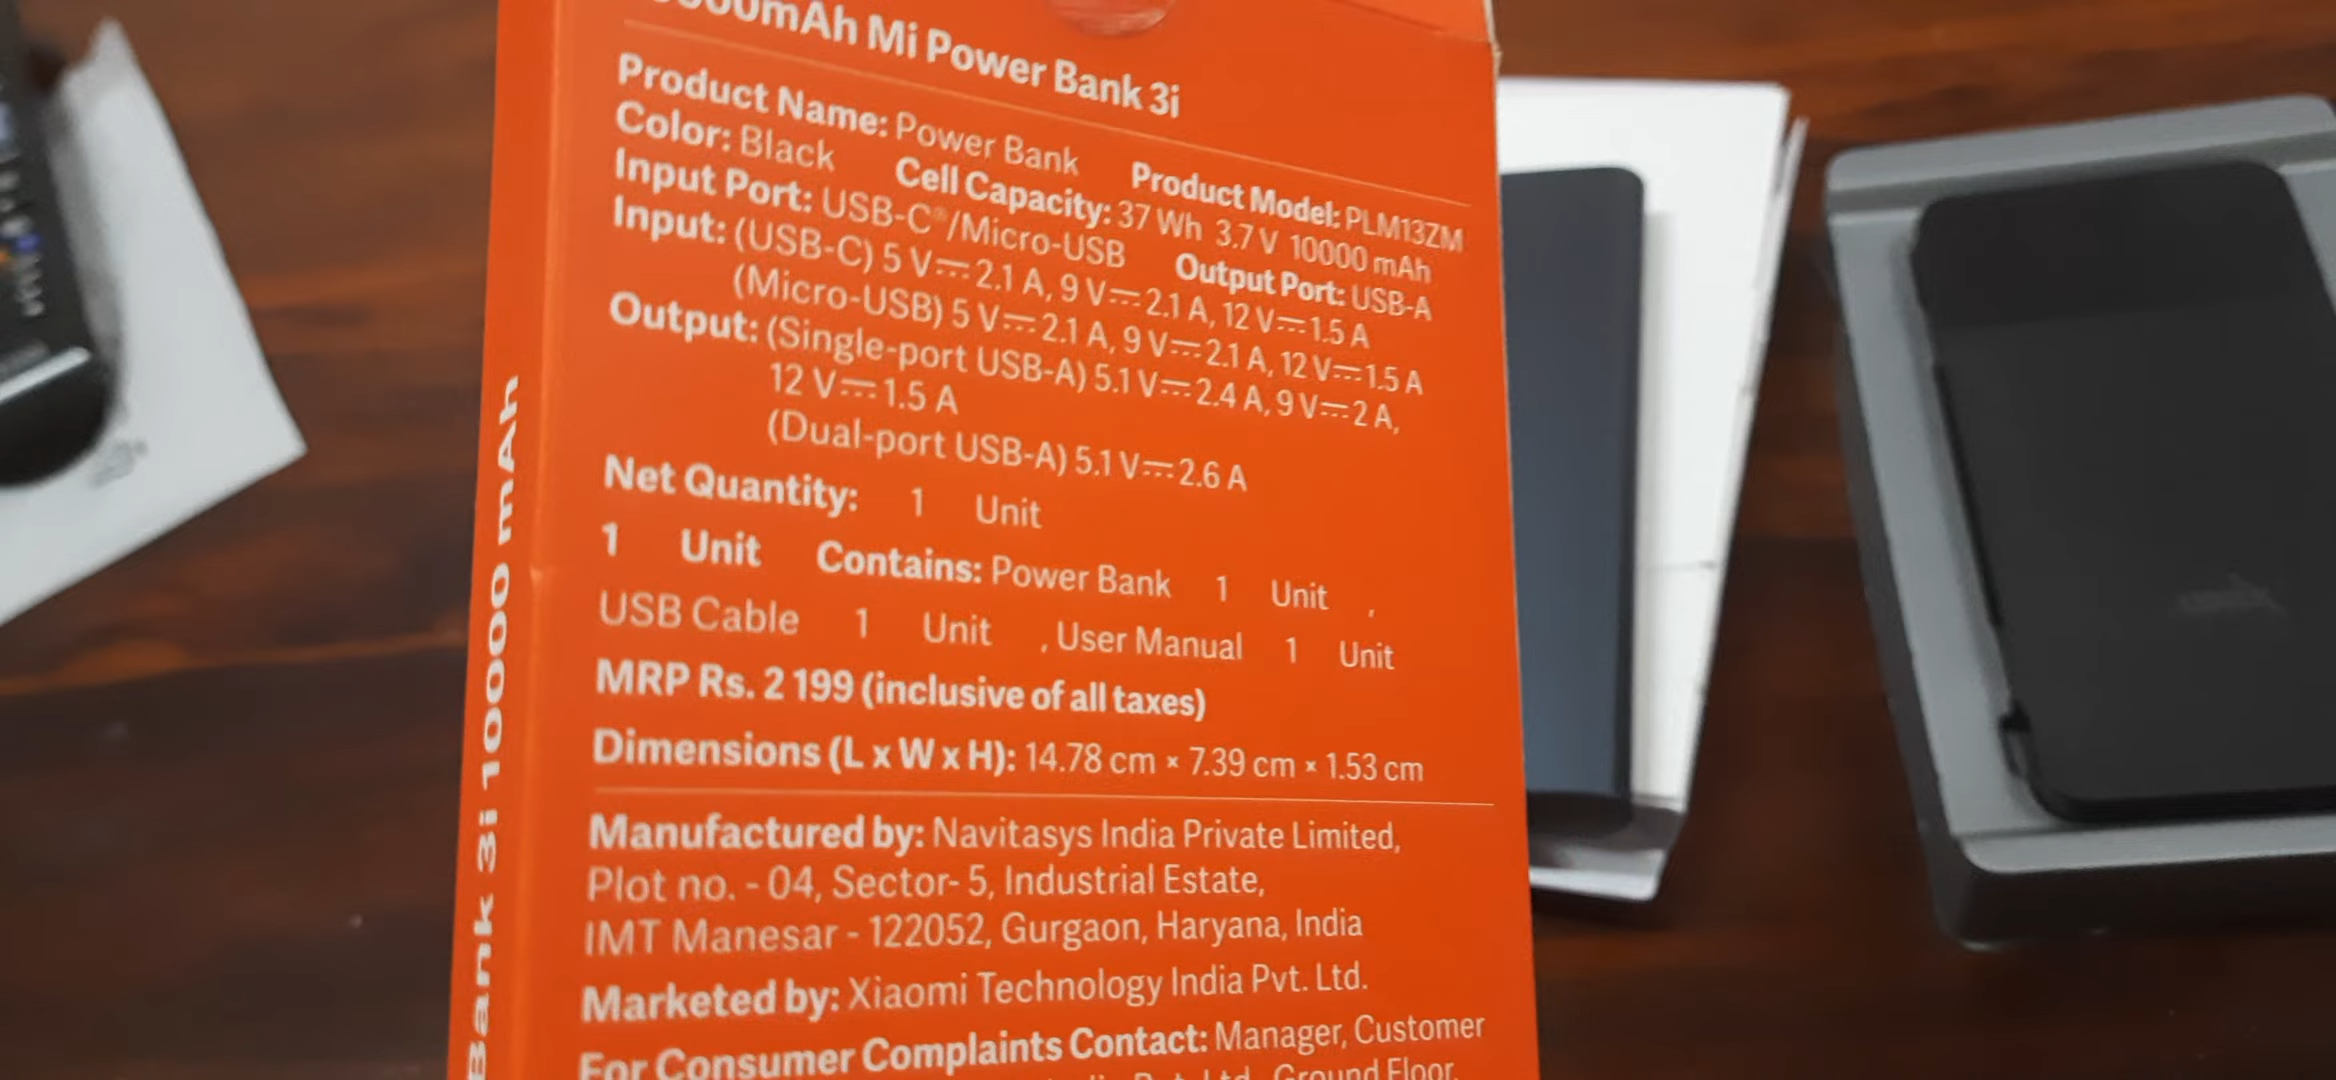 mAh Mi Power Bank 3i
Product Name: Power Bank Product Model: PLM13ZM
Color: Black Cell Capacity: 37 Wh 3.7 V 10000 mAh
Input Port: USB-C®/Micro-USB Output Port: USB-A
Input: (USB-C) 5 V⎓2.1 A, 9 V⎓2.1 A, 12 V⎓1.5 A
(Micro-USB) 5 V⎓2.1 A, 9 V⎓2.1 A, 12 V⎓1.5 A
Output: (Single-port USB-A) 5.1 V⎓2.4 A, 9 V⎓2 A,
12 V⎓1.5 A
(Dual-port USB-A) 5.1 V⎓2.6 A
Net Quantity: 1 Unit
1 Unit Contains: Power Bank 1 Unit ,
USB Cable 1 Unit , User Manual 1 Unit
MRP Rs. 2 199 (inclusive of all taxes)
Dimensions (L x W x H): 14.78 cm × 7.39 cm × 1.53 cm
Manufactured by: Navitasys India Private Limited,
Plot no. - 04, Sector- 5, Industrial Estate,
IMT Manesar - 122052, Gurgaon, Haryana, India
Marketed by: Xiaomi Technology India Pvt. Ltd.
For Consumer Complaints Contact: Manager, Customer
Ltd., Ground Floor,
Bank 3i 10000 mAh